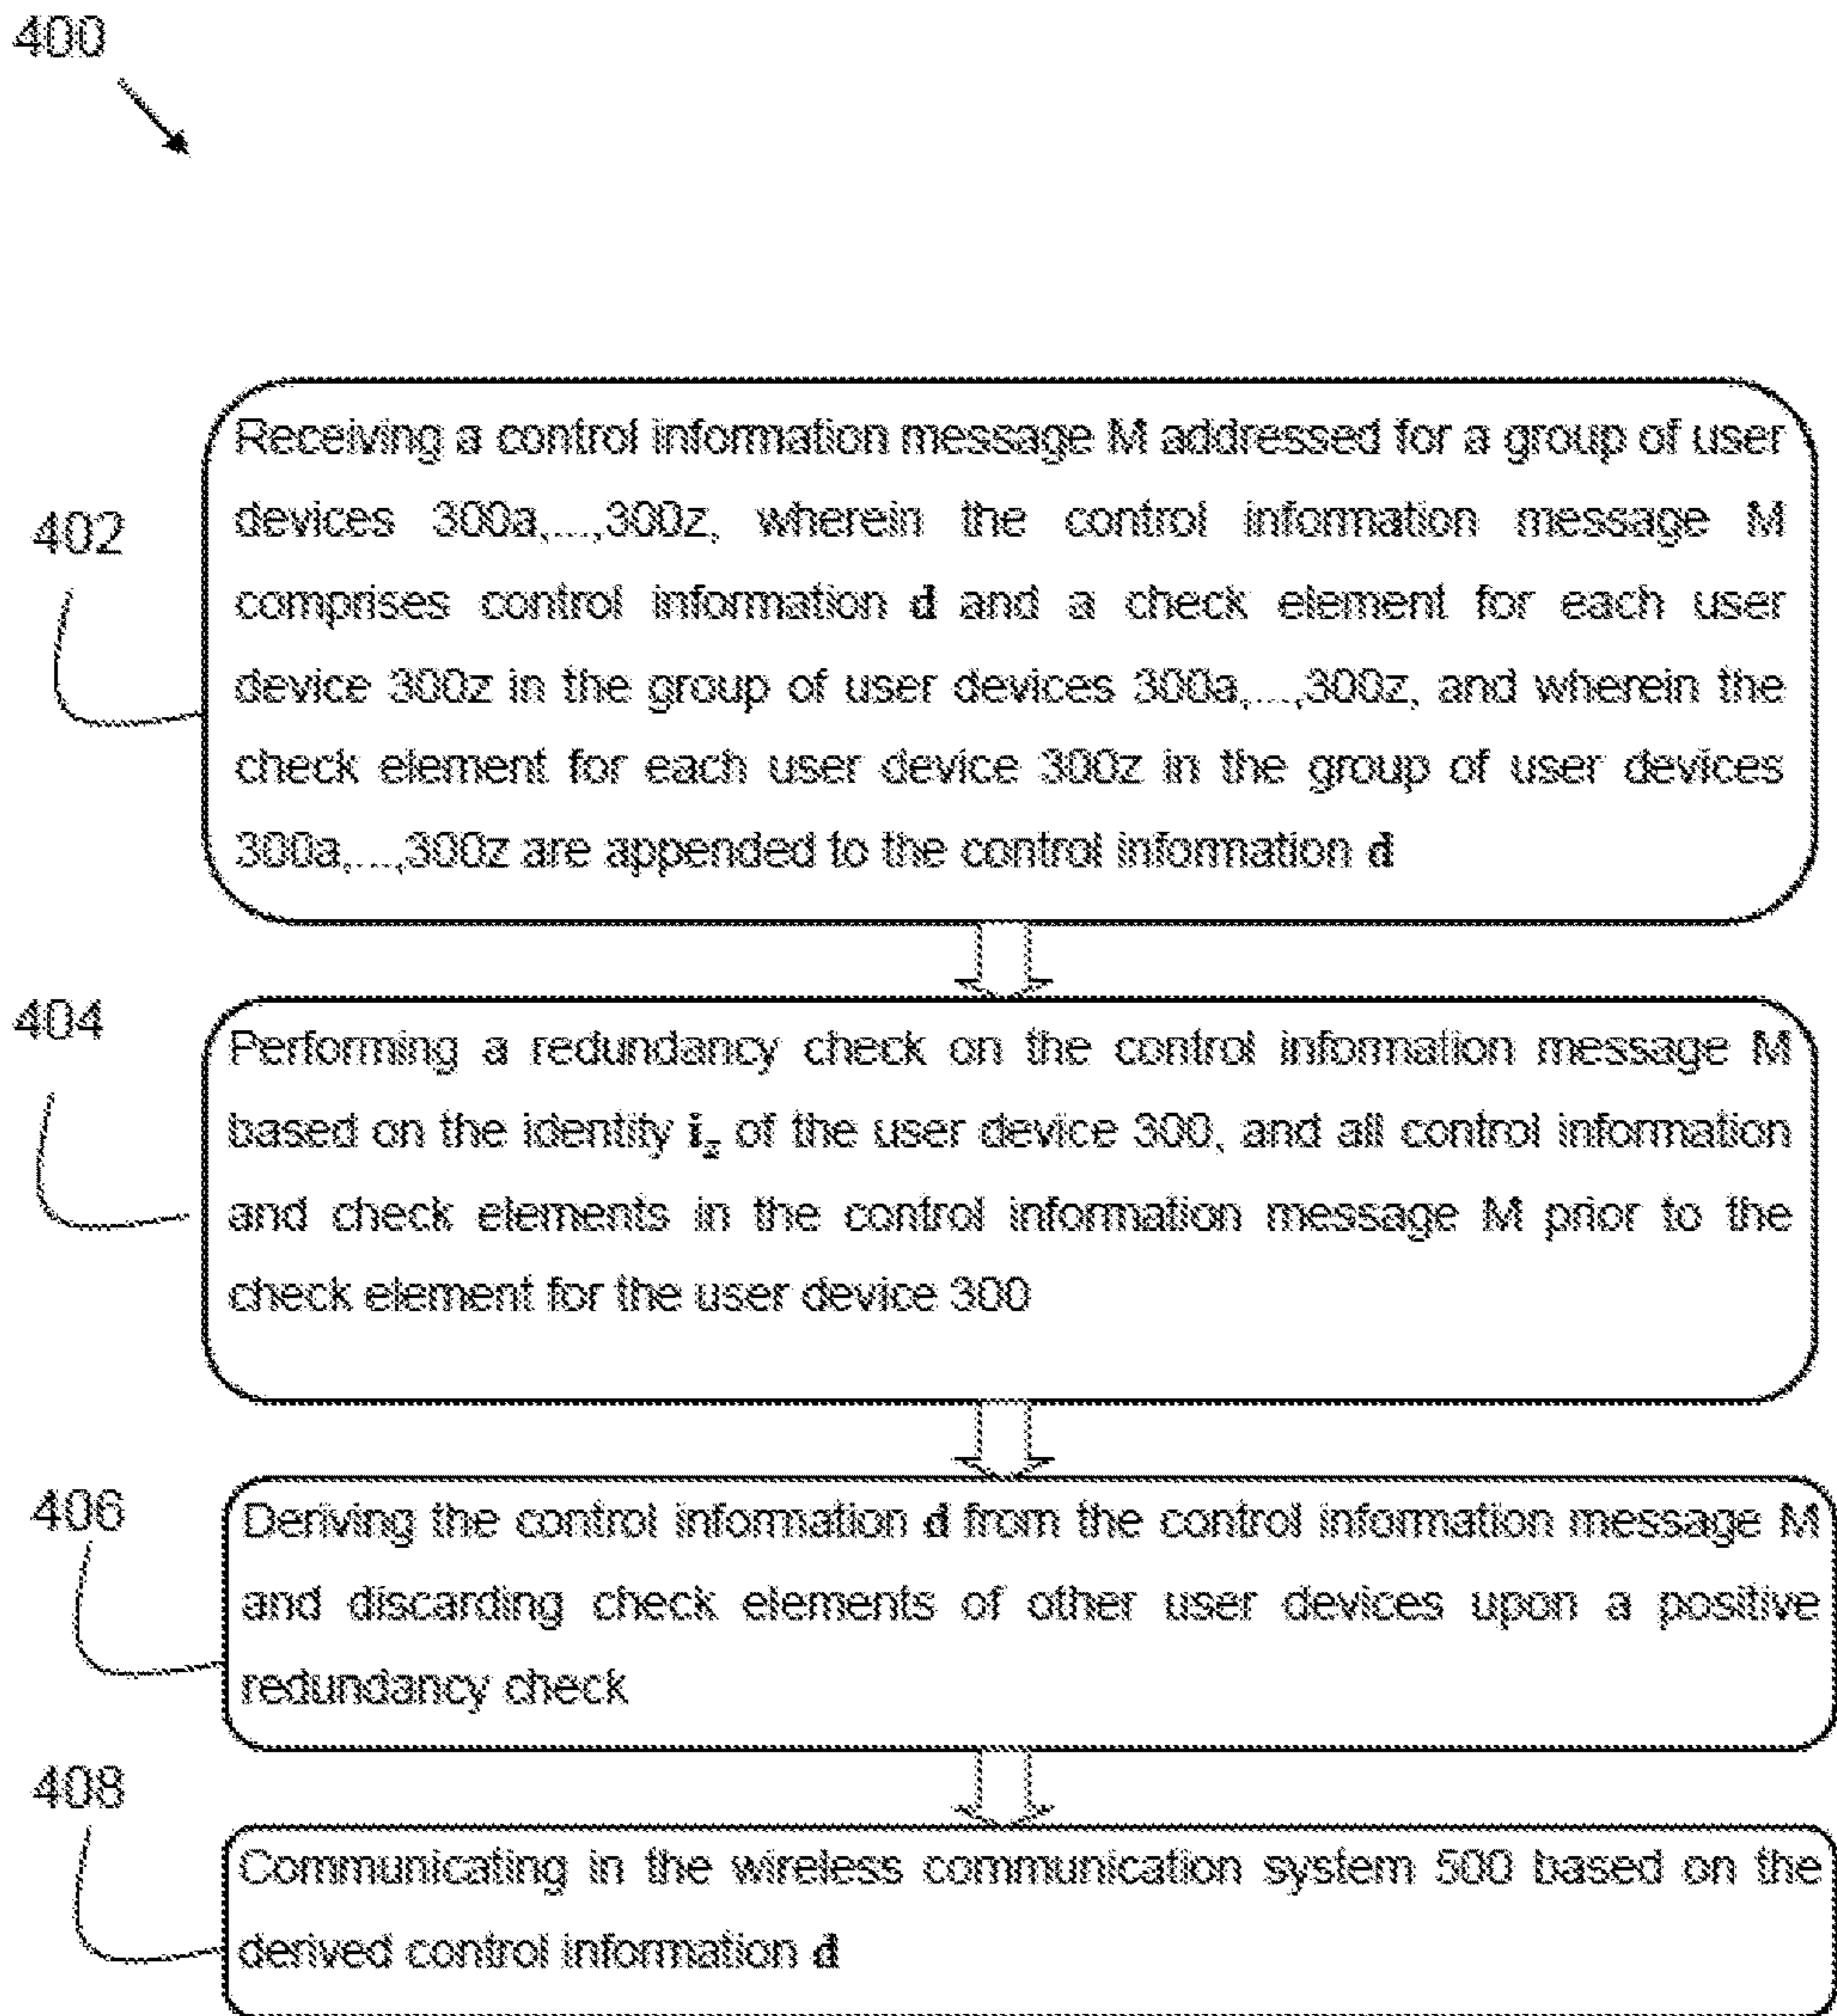 400
402
Receiving a control information message M addressed for a group of user
devices 300a,...,300z, wherein the control information message M
comprises control information d and a check element for each user
device 300z in the group of user devices 300a,...,300z, and wherein the
check element for each user device 300z in the group of user devices
300a,...,300z are appended to the control information d
404
Performing a redundancy check on the control information message M
based on the identity i_z of the user device 300, and all control information
and check elements in the control information message M prior to the
check element for the user device 300
406
Deriving the control information d from the control information message M
and discarding check elements of other user devices upon a positive
redundancy check
408
Communicating in the wireless communication system 500 based on the
derived control information d